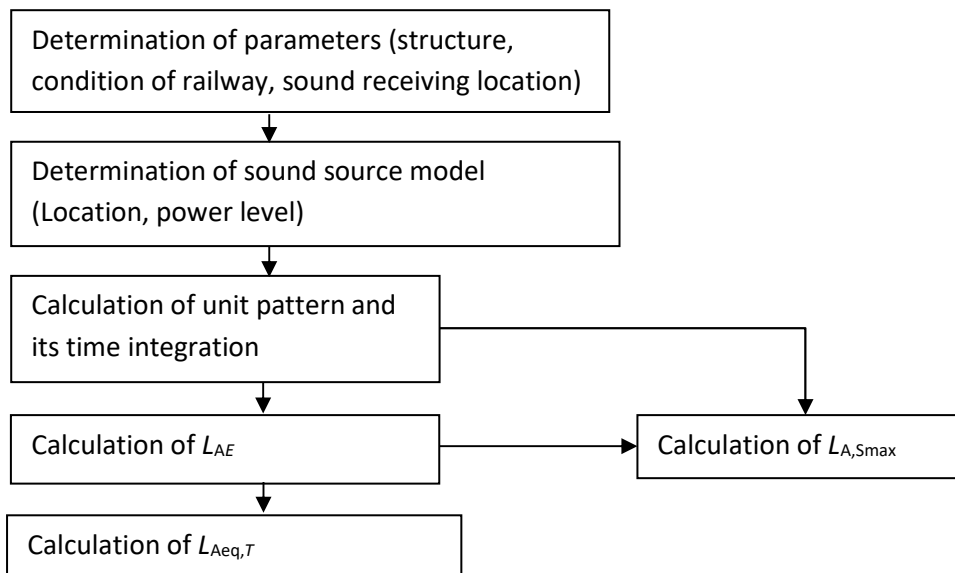 Determination of parameters (structure,
condition of railway, sound receiving location)
Determination of sound source model
(Location, power level)
Calculation of unit pattern and
its time integration
Calculation of LAE
Calculation of LA,Smax
Calculation of LAeq,T